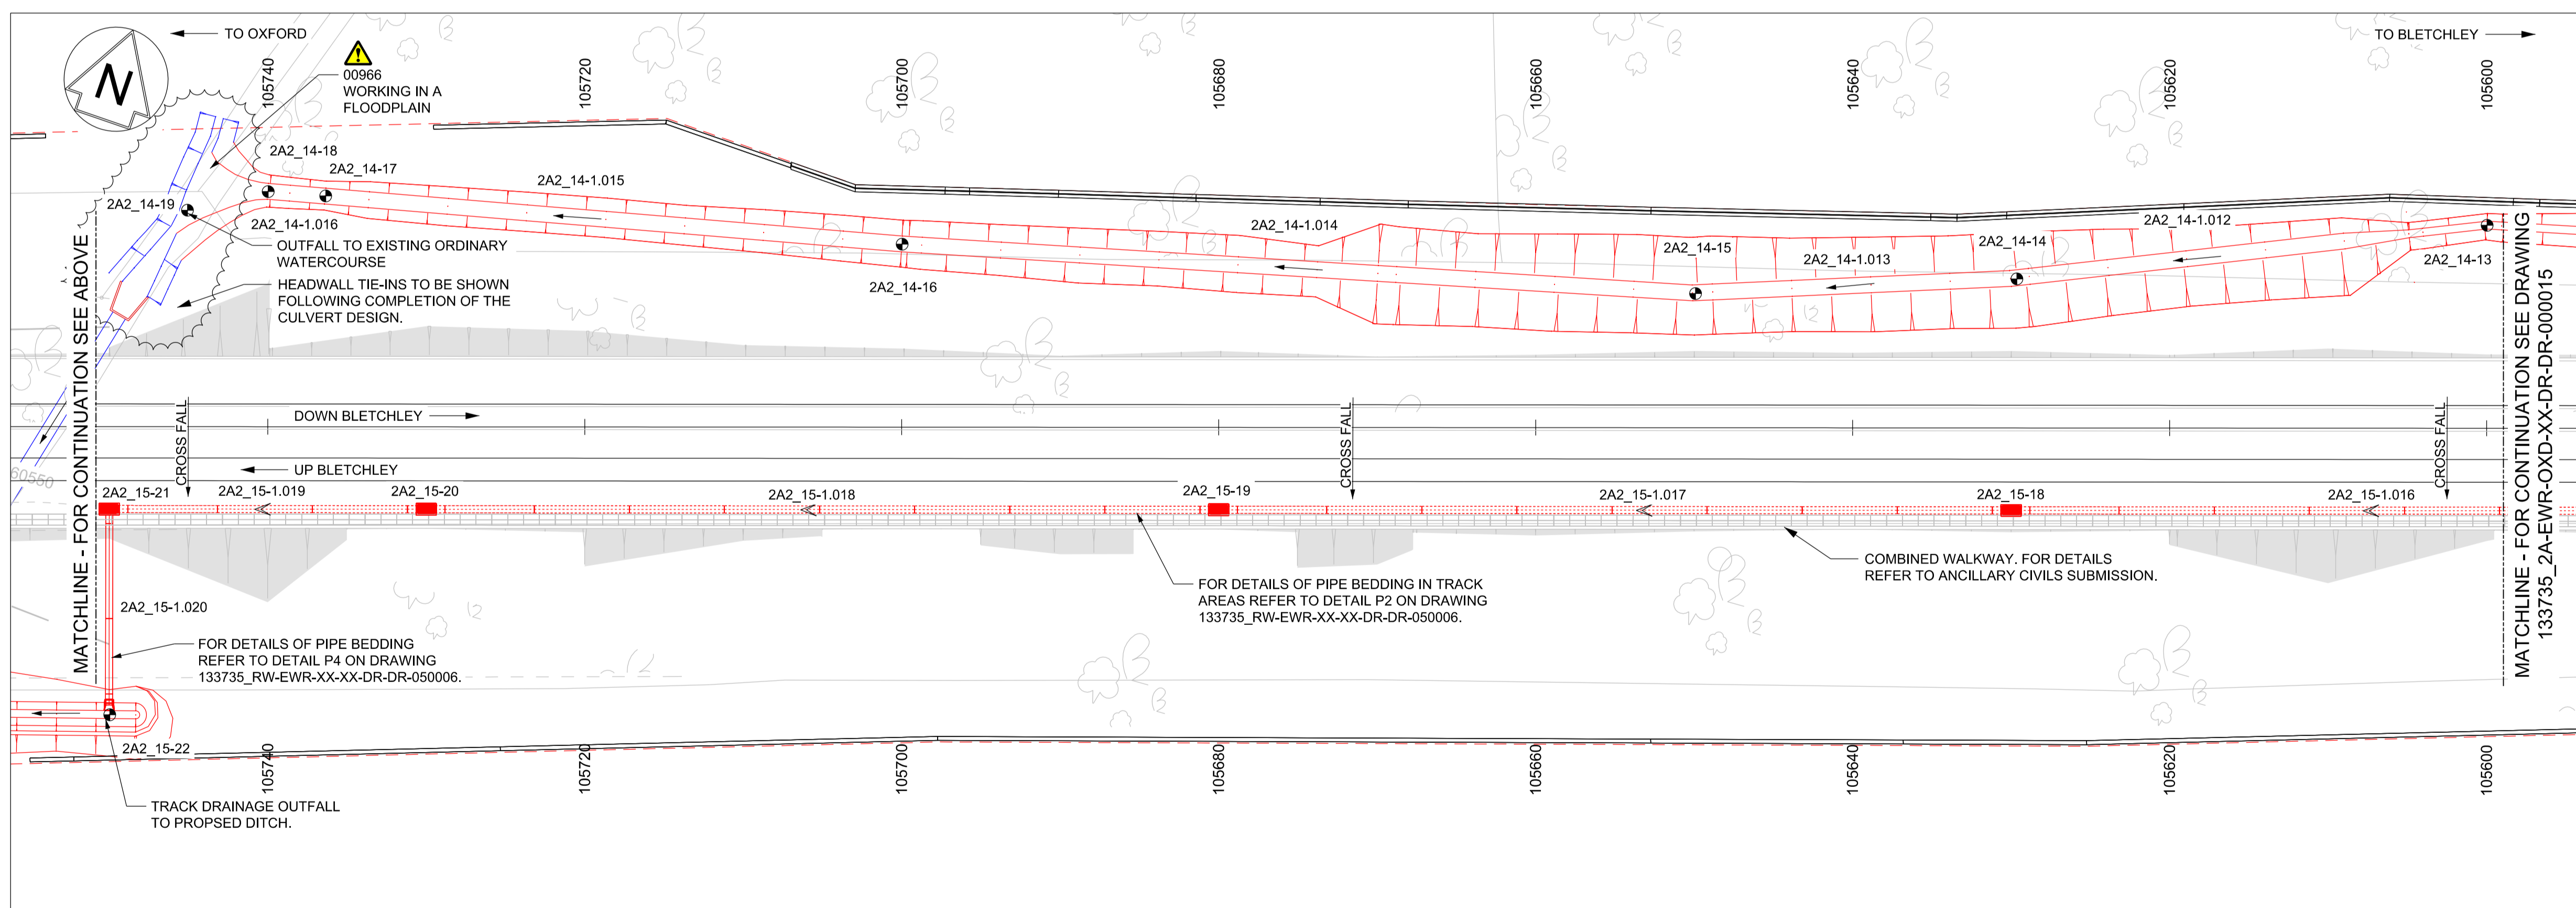 TO OXFORD
TO BLETCHLEY
N
00966
WORKING IN A
FLOODPLAIN
105740
105720
105700
105680
105660
105640
105620
105600
2A2_14-18
2A2_14-17
2A2_14-1.015
2A2_14-19
2A2_14-1.016
2A2_14-1.014
2A2_14-15
2A2_14-1.013
2A2_14-14
2A2_14-1.012
2A2_14-13
2A2_14-16
OUTFALL TO EXISTING ORDINARY
WATERCOURSE
HEADWALL TIE-INS TO BE SHOWN
FOLLOWING COMPLETION OF THE
CULVERT DESIGN.
MATCHLINE - FOR CONTINUATION SEE ABOVE
MATCHLINE - FOR CONTINUATION SEE DRAWING
133735_2A-EWR-OXD-XX-DR-DR-000015
CROSS FALL
CROSS FALL
CROSS FALL
DOWN BLETCHLEY
UP BLETCHLEY
60550
2A2_15-21
2A2_15-1.019
2A2_15-20
2A2_15-1.018
2A2_15-19
2A2_15-1.017
2A2_15-18
2A2_15-1.016
COMBINED WALKWAY. FOR DETAILS
REFER TO ANCILLARY CIVILS SUBMISSION.
FOR DETAILS OF PIPE BEDDING IN TRACK
AREAS REFER TO DETAIL P2 ON DRAWING
133735_RW-EWR-XX-XX-DR-DR-050006.
2A2_15-1.020
FOR DETAILS OF PIPE BEDDING
REFER TO DETAIL P4 ON DRAWING
133735_RW-EWR-XX-XX-DR-DR-050006.
2A2_15-22
105740
105720
105700
105680
105660
105640
105620
105600
TRACK DRAINAGE OUTFALL
TO PROPSED DITCH.